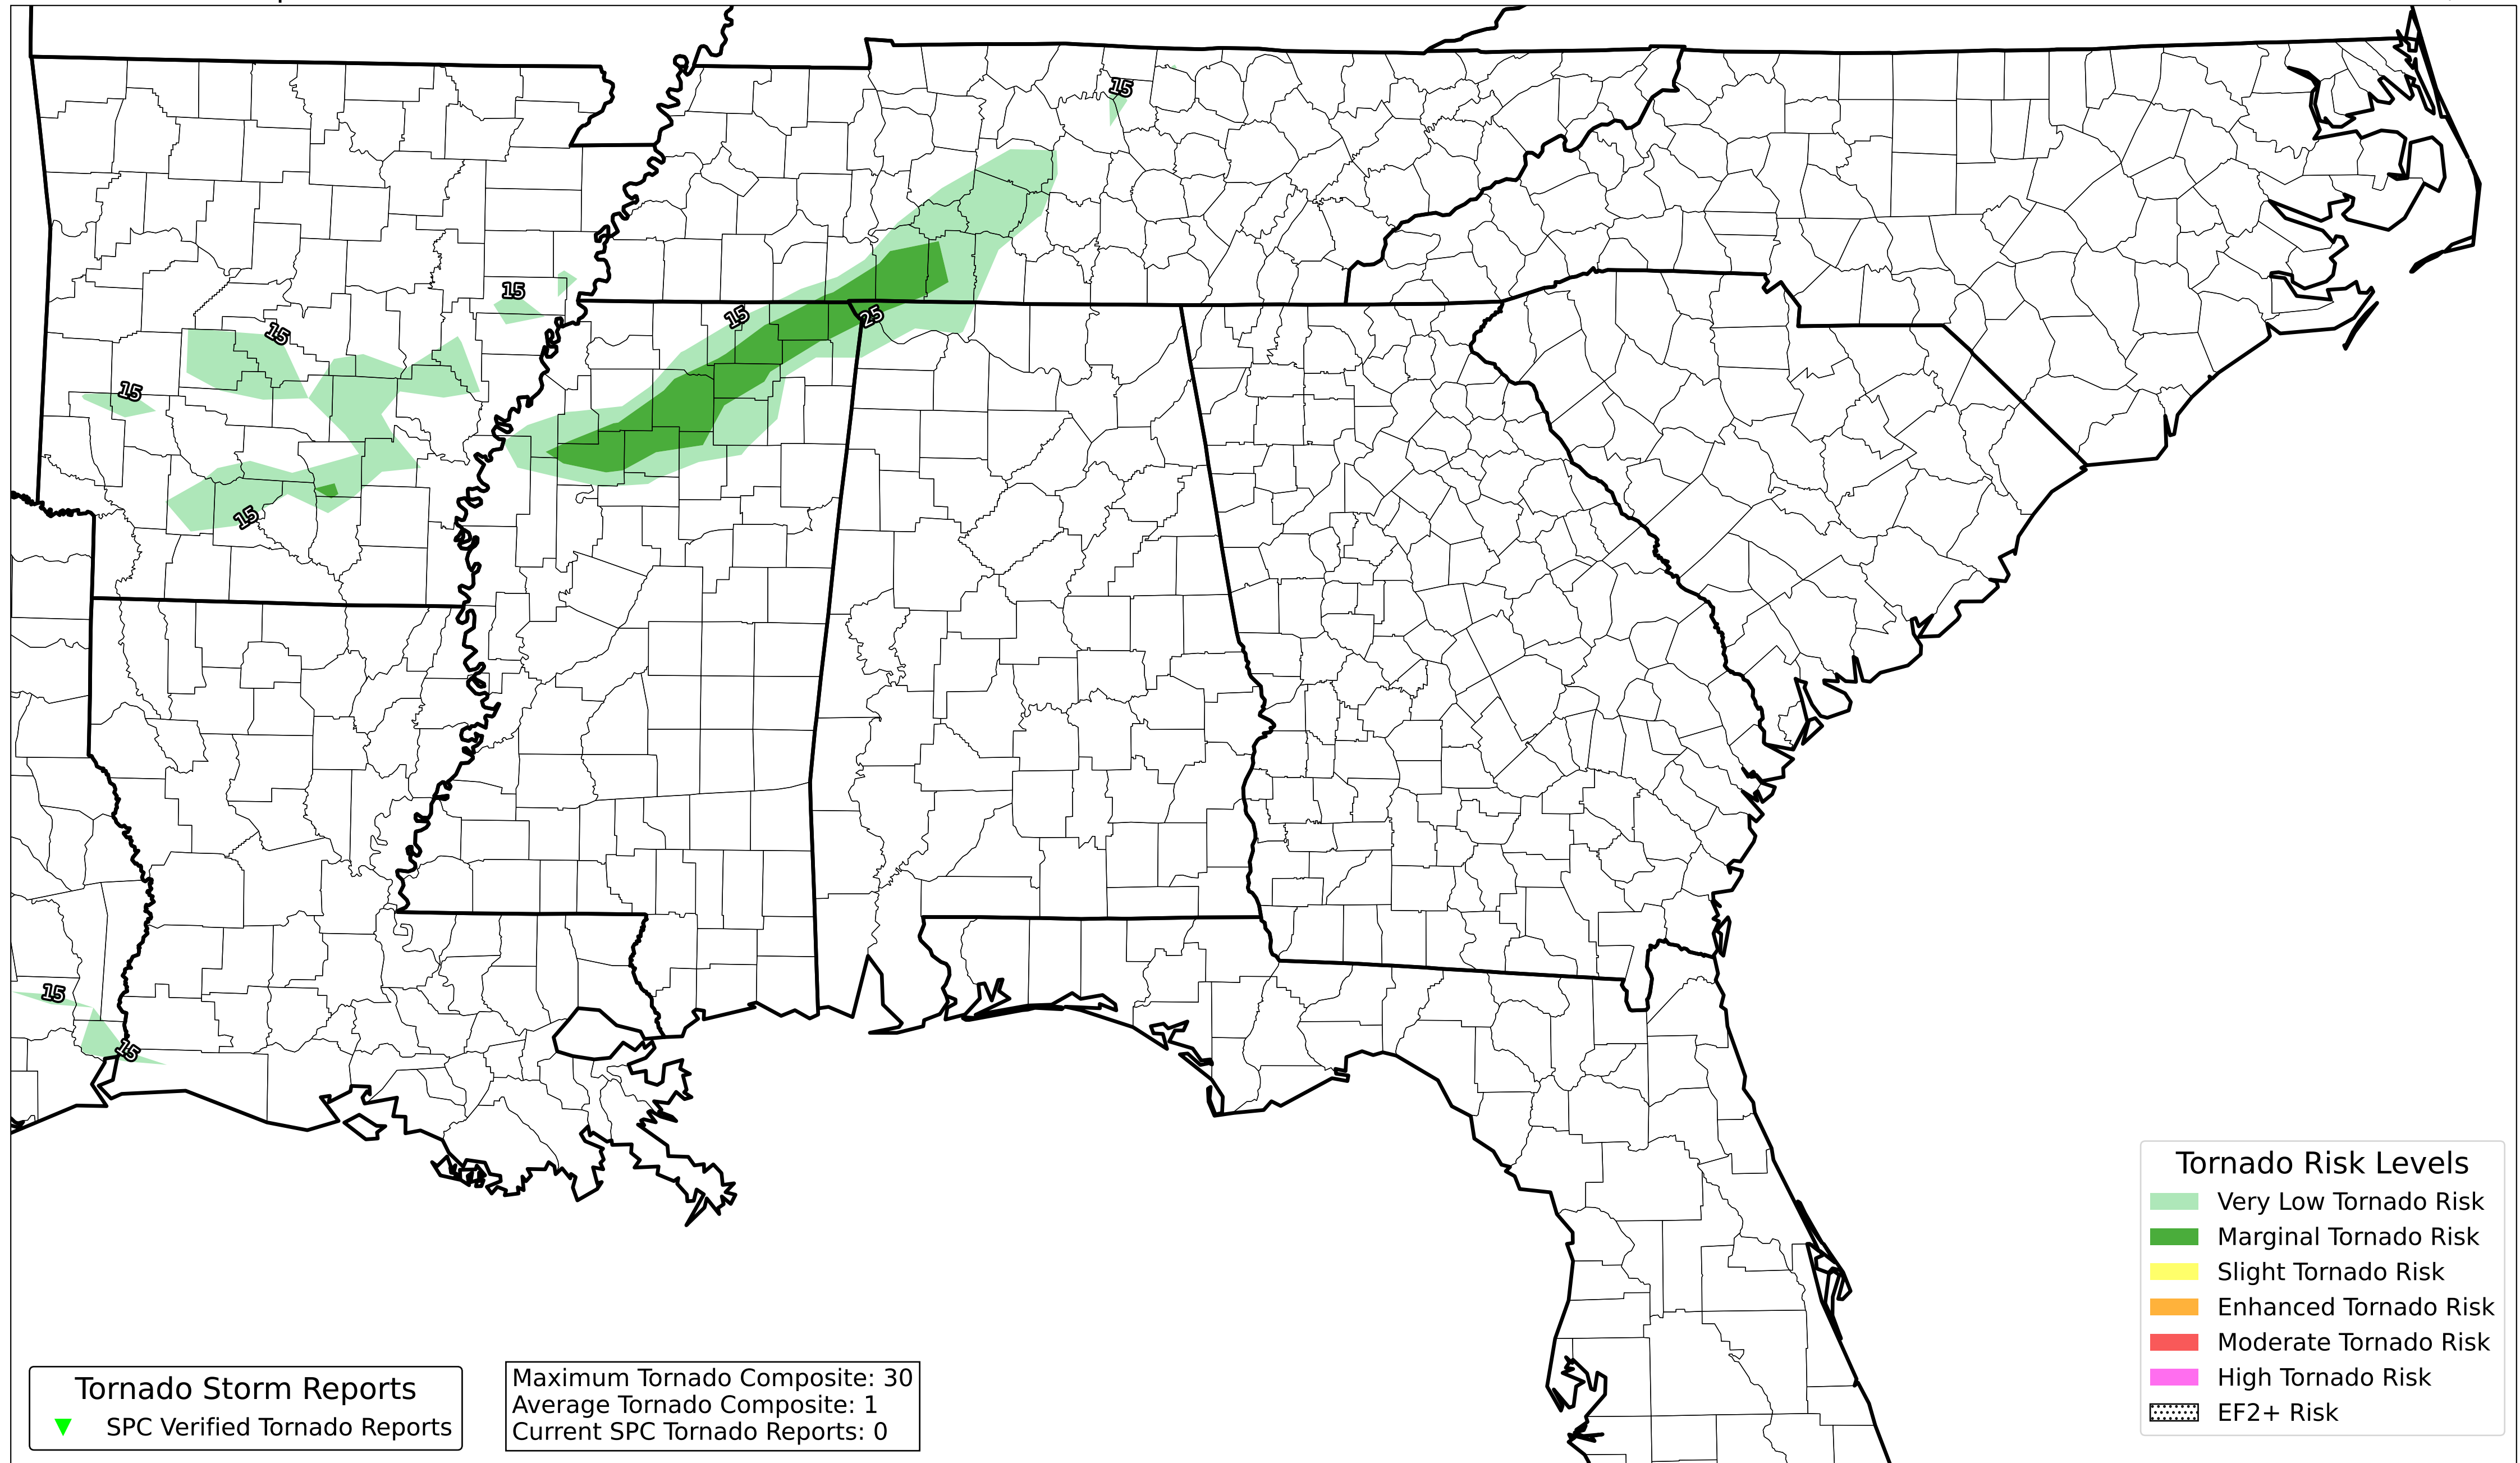 15
15
15
15
25
15
15
15
15
15
Tornado Risk Levels
Very Low Tornado Risk
Marginal Tornado Risk
Slight Tornado Risk
Enhanced Tornado Risk
Moderate Tornado Risk
High Tornado Risk
EF2+ Risk
Tornado Storm Reports
SPC Verified Tornado Reports
Maximum Tornado Composite: 30
Average Tornado Composite: 1
Current SPC Tornado Reports: 0